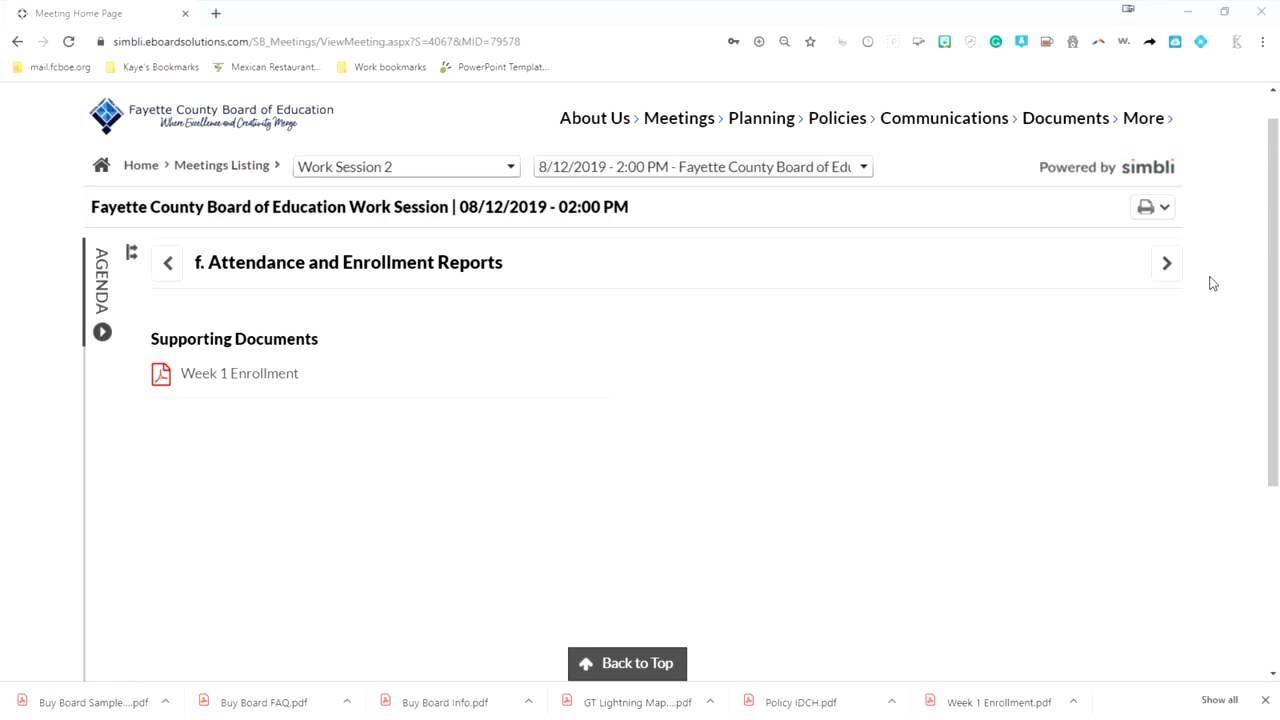 Meeting Home Page
simbli.eboardsolutions.com/SB_Meetings/ViewMeeting.aspx?S=4067&MID=79578
mail.fcboe.org Kaye's Bookmarks Mexican Restaurant... Work bookmarks PowerPoint Templat...
Fayette County Board of Education
Where Excellence and Creativity Merge
About Us Meetings Planning Policies Communications Documents More
Home Meetings Listing Work Session 2 8/12/2019 - 2:00 PM - Fayette County Board of Edu Powered by simbli
Fayette County Board of Education Work Session | 08/12/2019 - 02:00 PM
AGENDA
f. Attendance and Enrollment Reports
Supporting Documents
Week 1 Enrollment
Back to Top
Buy Board Sample....pdf Buy Board FAQ.pdf Buy Board Info.pdf GT Lightning Map....pdf Policy IDCH.pdf Week 1 Enrollment.pdf Show all